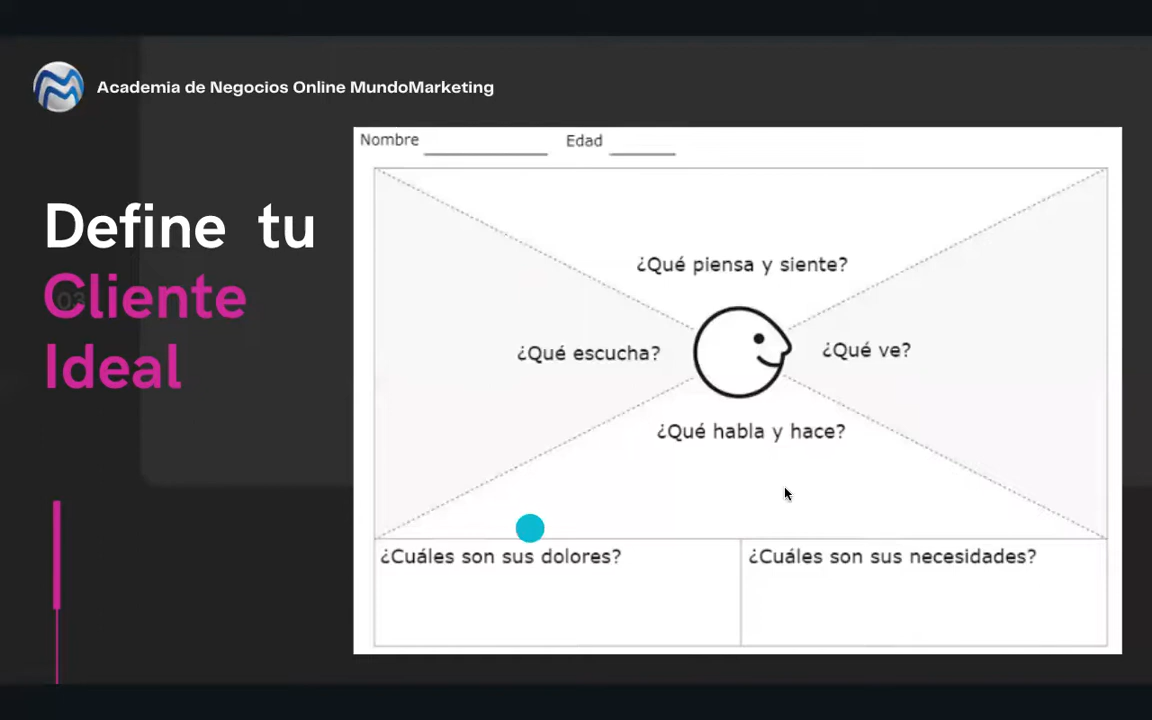 Academia de Negocios Online MundoMarketing
Nombre
Edad
Define tu
Cliente
Ideal
03
¿Qué piensa y siente?
¿Qué escucha?
¿Qué ve?
¿Qué habla y hace?
¿Cuáles son sus dolores?
¿Cuáles son sus necesidades?